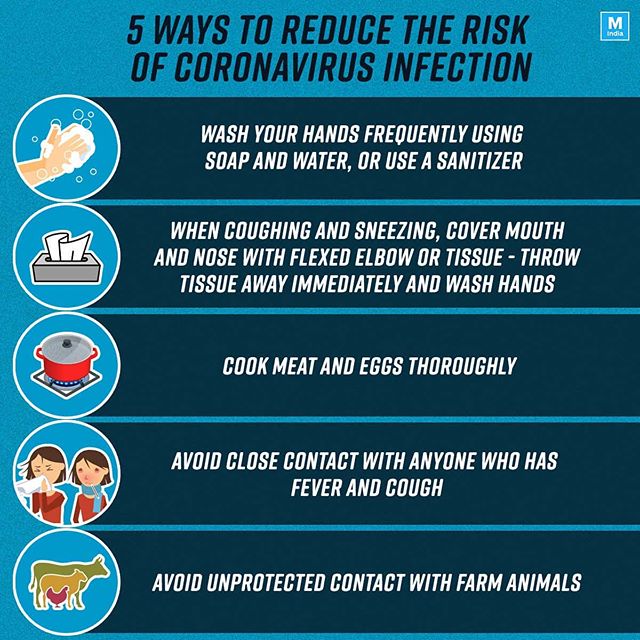 5 WAYS TO REDUCE THE RISK
OF CORONAVIRUS INFECTION
M
India
WASH YOUR HANDS FREQUENTLY USING
SOAP AND WATER, OR USE A SANITIZER
WHEN COUGHING AND SNEEZING, COVER MOUTH
AND NOSE WITH FLEXED ELBOW OR TISSUE - THROW
TISSUE AWAY IMMEDIATELY AND WASH HANDS
COOK MEAT AND EGGS THOROUGHLY
AVOID CLOSE CONTACT WITH ANYONE WHO HAS
FEVER AND COUGH
AVOID UNPROTECTED CONTACT WITH FARM ANIMALS